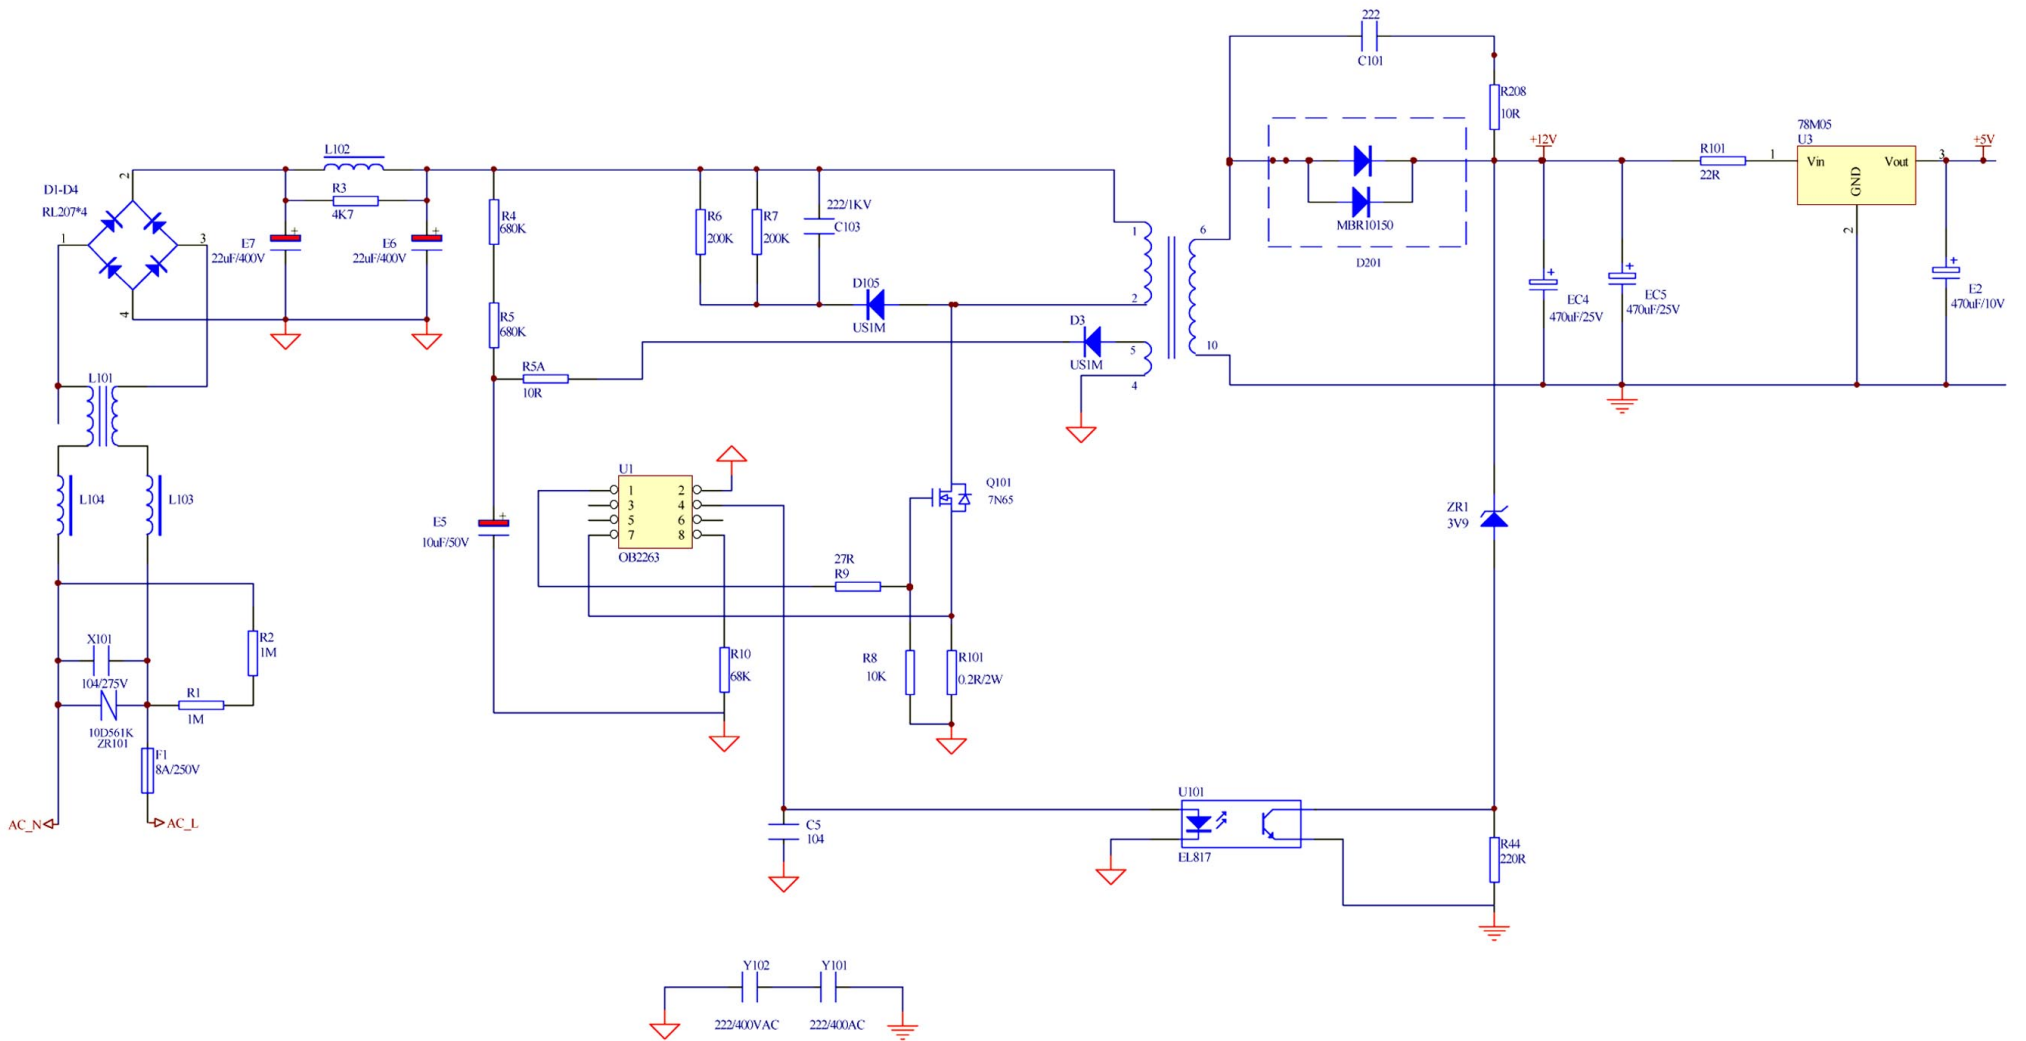 222
C101
R208
10R
78M05
U3
+12V
+5V
R101
22R
1
Vin
Vout
3
GND
2
MBR10150
D201
EC4
470uF/25V
EC5
470uF/25V
E2
470uF/10V
L102
D1-D4
RL207*4
2
1
3
4
R3
4K7
E7
+
22uF/400V
E6
+
22uF/400V
R4
680K
R5
680K
R6
200K
R7
200K
222/1KV
C103
D105
US1M
D3
US1M
1
2
5
4
6
10
+
+
+
R5A
10R
L101
L104
L103
U1
1
2
3
4
5
6
7
8
OB2263
E5
+
10uF/50V
Q101
7N65
27R
R9
ZR1
3V9
R2
1M
X101
104/275V
R1
1M
10D561K
ZR101
F1
8A/250V
AC_N
AC_L
R10
68K
R8
10K
R101
0.2R/2W
U101
EL817
C5
104
R44
220R
Y102
Y101
222/400VAC
222/400AC